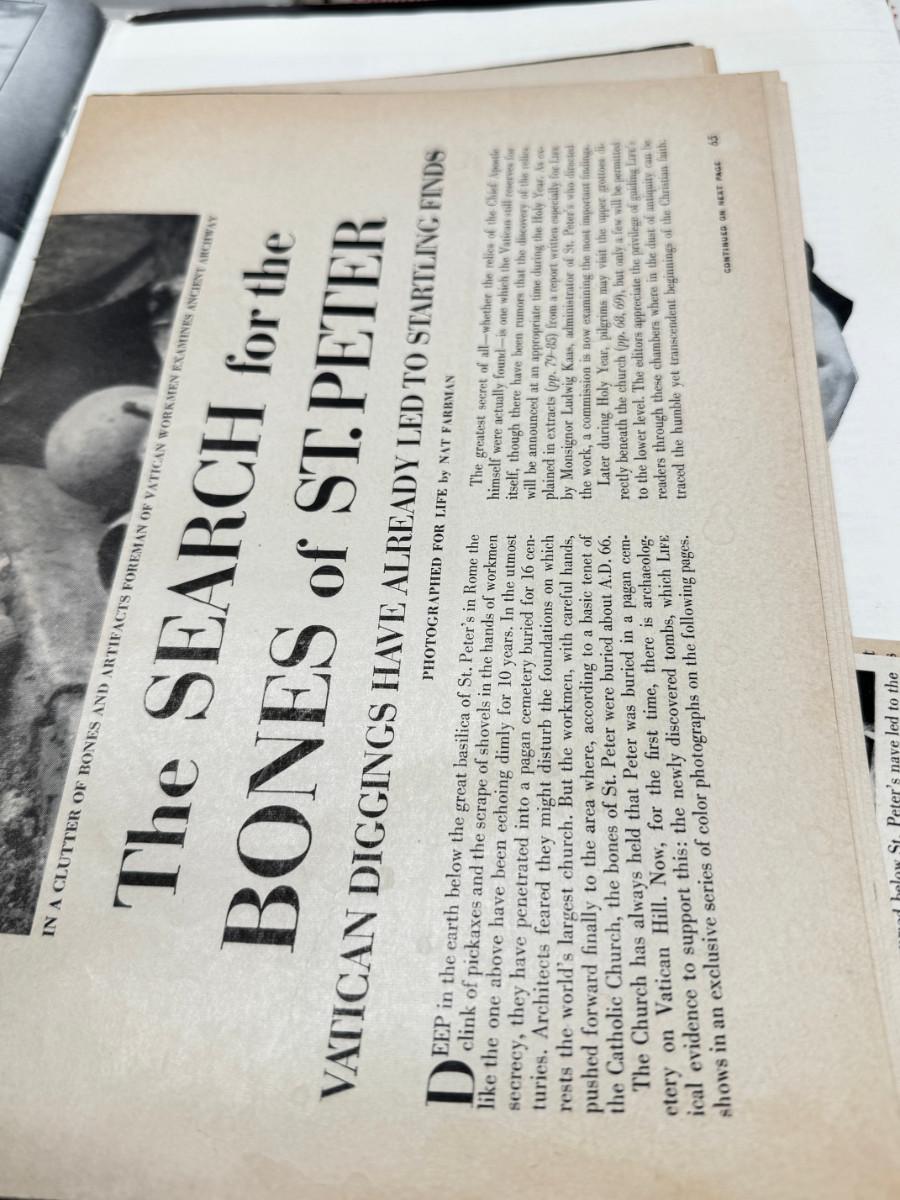 IN A CLUTTER OF BONES AND ARTIFACTS FOREMAN OF VATICAN WORKMEN EXAMINES ANCIENT ARCHWAY
The SEARCH for the
BONES of ST. PETER
VATICAN DIGGINGS HAVE ALREADY LED TO STARTLING FINDS
PHOTOGRAPHED FOR LIFE by NAT FARBMAN
DEEP in the earth below the great basilica of St. Peter's in Rome the
clink of pickaxes and the scrape of shovels in the hands of workmen
like the one above have been echoing dimly for 10 years. In the utmost
secrecy, they have penetrated into a pagan cemetery buried for 16 cen-
turies. Architects feared they might disturb the foundations on which
rests the world's largest church. But the workmen, with careful hands,
pushed forward finally to the area where, according to a basic tenet of
the Catholic Church, the bones of St. Peter were buried about A.D. 66.
The Church has always held that Peter was buried in a pagan cem-
etery on Vatican Hill. Now, for the first time, there is archaeolog-
ical evidence to support this: the newly discovered tombs, which LIFE
shows in an exclusive series of color photographs on the following pages.
The greatest secret of all—whether the relics of the Chief Apostle
himself were actually found—is one which the Vatican still reserves for
itself, though there have been rumors that the discovery of the relics
will be announced at an appropriate time during the Holy Year. As ex-
plained in extracts (pp. 79-85) from a report written especially for LIFE
by Monsignor Ludwig Kaas, administrator of St. Peter's who directed
the work, a commission is now examining the most important findings.
Later during Holy Year, pilgrims may visit the upper grottoes di-
rectly beneath the church (pp. 68, 69), but only a few will be permitted
to the lower level. The editors appreciate the privilege of guiding LIFE's
readers through these chambers where in the dust of antiquity can be
traced the humble yet transcendent beginnings of the Christian faith.
CONTINUED ON NEXT PAGE 65
below St. Peter's nave led to the